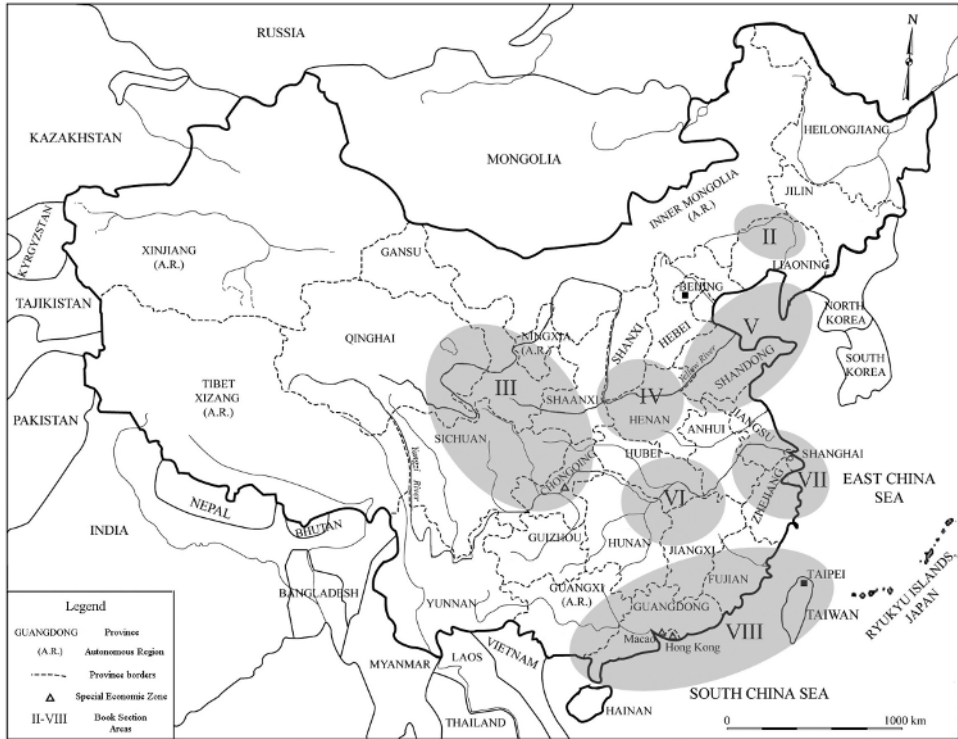 RUSSIA
N
KAZAKHSTAN
HEILONGJIANG
MONGOLIA
JILIN
INNER MONGOLIA
(A.R.)
KYRGYZSTAN
II
XINJIANG
(A.R.)
GANSU
LIAONING
BEIJING
TAJIKISTAN
NORTH
KOREA
V
QINGHAI
NINGXIA
(A.R.)
SHANXI
HEBEI
Yellow River
SHANDONG
SOUTH
KOREA
TIBET
XIZANG
(A.R.)
III
SHAANXI
IV
HENAN
PAKISTAN
ANHUI
JIANGSU
SICHUAN
Yangzi
River
CHONGQING
HUBEI
SHANGHAI
VII
EAST CHINA
SEA
ZHEJIANG
VI
NEPAL
INDIA
BHUTAN
GUIZHOU
HUNAN
JIANGXI
FUJIAN
TAIPEI
RYUKYU ISLANDS,
JAPAN
BANGLADESH
YUNNAN
GUANGXI
(A.R.)
GUANGDONG
TAIWAN
VIII
Macao
Hong Kong
MYANMAR
LAOS
VIETNAM
SOUTH CHINA SEA
HAINAN
THAILAND
0 1000 km
Legend
GUANGDONG Province
(A.R.) Autonomous Region
Province borders
Special Economic Zone
II-VIII Book Section
Areas